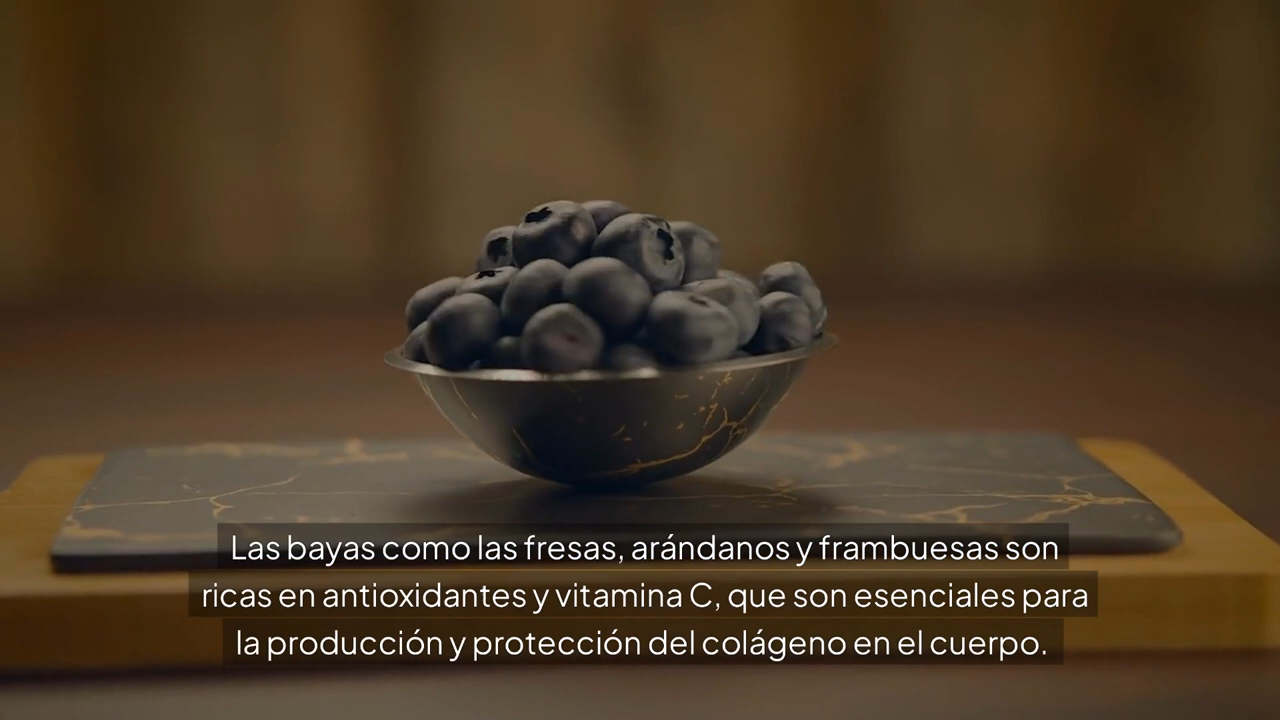 Las bayas como las fresas, arándanos y frambuesas son
ricas en antioxidantes y vitamina C, que son esenciales para
la producción y protección del colágeno en el cuerpo.